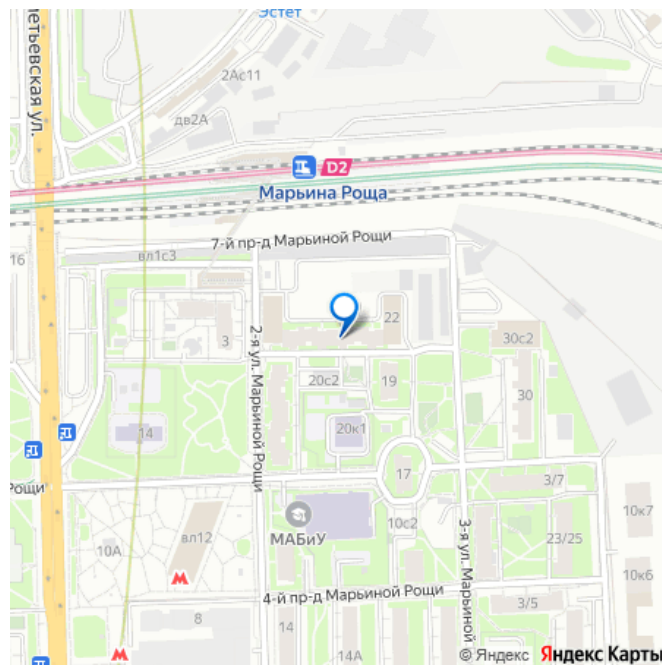 Эстет
метьевская ул.
2Ас11
дв2А
D2
Марьина Роща
7-й пр-д Марьиной Рощи
вл1с3
16
3
2-я ул. Марьиной Рощи
22
30с2
20с2
19
30
14
20к1
Рощи
17
3/7
МАБиУ
10с2
10к7
10А
вл12
3-я ул. Марьиной
23/25
4-й пр-д Марьиной Рощи
10к6
8
14
3/5
14А
© Яндекс Яндекс Карты